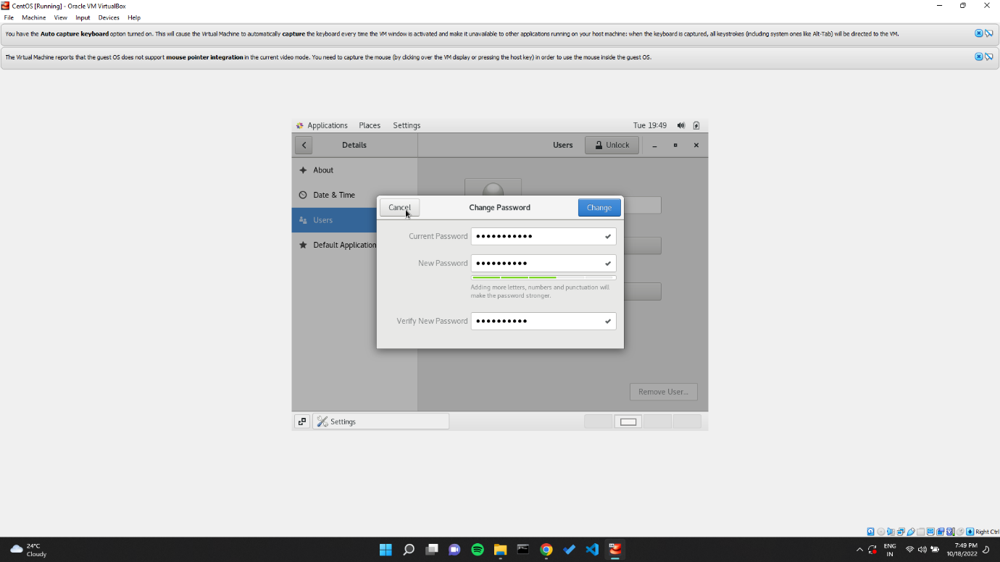 CentOS [Running] - Oracle VM VirtualBox
File Machine View Input Devices Help
You have the Auto capture keyboard option turned on. This will cause the Virtual Machine to automatically capture the keyboard every time the VM window is activated and make it unavailable to other applications running on your host machine: when the keyboard is captured, all keystrokes (including system ones like Alt-Tab) will be directed to the VM.
The Virtual Machine reports that the guest OS does not support mouse pointer integration in the current video mode. You need to capture the mouse (by clicking over the VM display or pressing the host key) in order to use the mouse inside the guest OS.
Applications Places Settings Tue 19:49
Details Users Unlock
About
Date & Time
Users
Default Application
Cancel Change Password Change
Current Password
New Password
Adding more letters, numbers and punctuation will
make the password stronger.
Verify New Password
Remove User...
Settings
Right Ctrl
24°C
Cloudy
ENG
IN
7:49 PM
10/18/2022